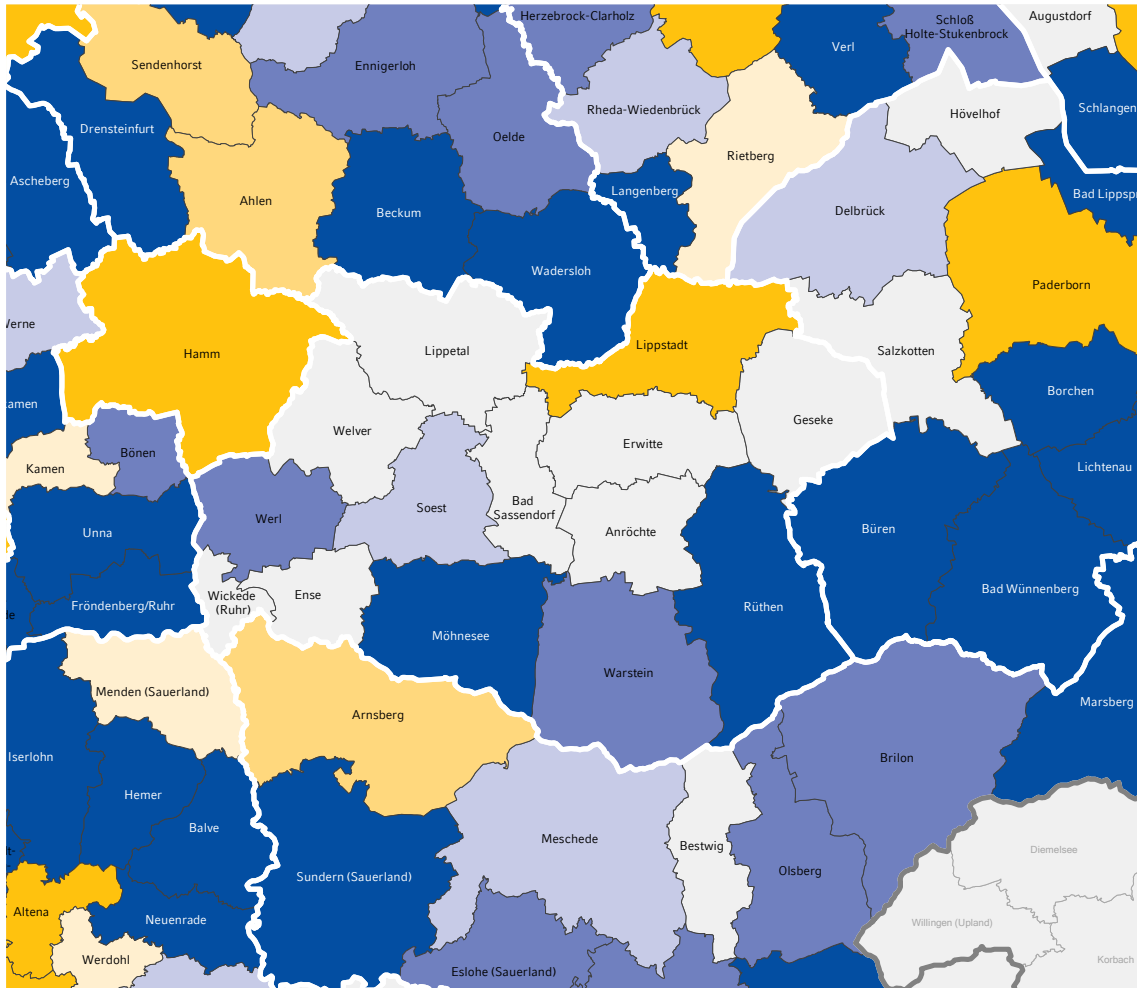 Herzebrock-Clarholz
Schloß
Holte-Stukenbrock
Augustdorf
Verl
Sendenhorst
Ennigerloh
Rheda-Wiedenbrück
Hövelhof
Schlangen
Drensteinfurt
Oelde
Rietberg
Ascheberg
Langenberg
Bad Lippspr
Ahlen
Beckum
Delbrück
Wadersloh
Paderborn
Werne
Hamm
Lippetal
Lippstadt
Salzkotten
Borchen
Kamen
Geseke
Welver
Erwitte
Bönen
Kamen
Lichtenau
Bad
Sassendorf
Soest
Werl
Unna
Anröchte
Büren
Bad Wünnenberg
Wickede
(Ruhr)
Ense
Fröndenberg/Ruhr
Rüthen
Möhnesee
Warstein
Menden (Sauerland)
Arnsberg
Marsberg
Iserlohn
Brilon
Hemer
Balve
Meschede
Bestwig
Diemelsee
Olsberg
Sundern (Sauerland)
Altena
Neuenrade
Willingen (Upland)
Werdohl
Eslohe (Sauerland)
Korbach